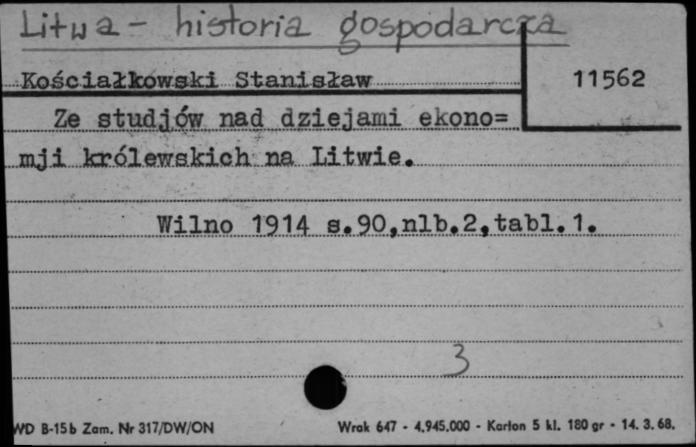 Litwa - historia gospodarcza
Kościałkowski Stanisław
11562
Ze studjów nad dziejami ekono=
mji królewskich na Litwie.
Wilno 1914 s.90,nlb.2,tabl.1.
3
WD B-15b Zam. Nr 317/DW/ON
Wrak 647 - 4.945.000 - Karton 5 kl. 180 gr - 14. 3. 68.